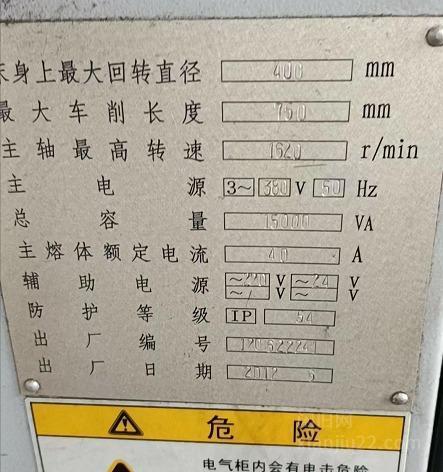 床身上最大回转直径 400 mm
最大车削长度 750 mm
主轴最高转速 1620 r/min
主电源 3~ 380 V 50 Hz
总容量 15000 VA
主熔体额定电流 40 A
辅助电源 ~220 V ~24 V
~/ V ~/ V
防护等级 IP 54
出厂编号
出厂日期 2012 5
危险
电气柜内会有电击危险